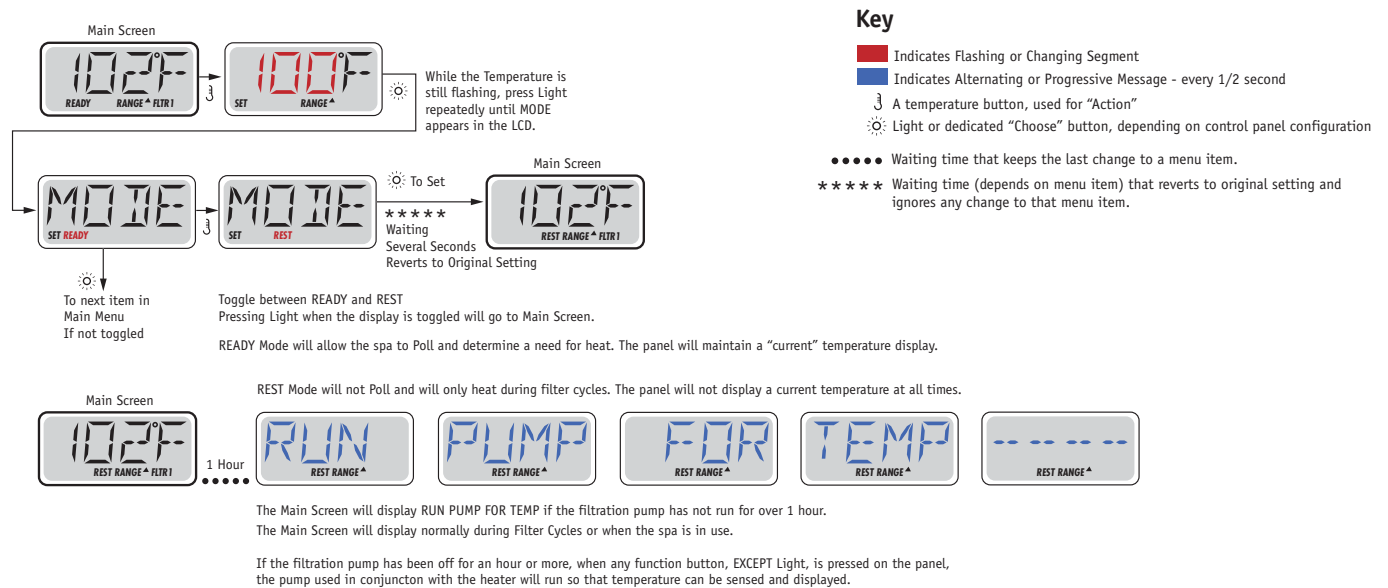 Main Screen
102°F
READY RANGE FLTR1
100°F
SET RANGE
While the Temperature is
still flashing, press Light
repeatedly until MODE
appears in the LCD.
Key
Indicates Flashing or Changing Segment
Indicates Alternating or Progressive Message - every 1/2 second
A temperature button, used for “Action”
Light or dedicated “Choose” button, depending on control panel configuration
••••• Waiting time that keeps the last change to a menu item.
***** Waiting time (depends on menu item) that reverts to original setting and
ignores any change to that menu item.
MODE
SET READY
MODE
SET REST
To Set
*****
Waiting
Several Seconds
Reverts to Original Setting
Main Screen
102°F
REST RANGE FLTR1
To next item in
Main Menu
If not toggled
Toggle between READY and REST
Pressing Light when the display is toggled will go to Main Screen.
READY Mode will allow the spa to Poll and determine a need for heat. The panel will maintain a “current” temperature display.
REST Mode will not Poll and will only heat during filter cycles. The panel will not display a current temperature at all times.
Main Screen
102°F
REST RANGE FLTR1
1 Hour
•••••
RUN
REST RANGE
PUMP
REST RANGE
FOR
REST RANGE
TEMP
REST RANGE
-- -- -- --
REST RANGE
The Main Screen will display RUN PUMP FOR TEMP if the filtration pump has not run for over 1 hour.
The Main Screen will display normally during Filter Cycles or when the spa is in use.
If the filtration pump has been off for an hour or more, when any function button, EXCEPT Light, is pressed on the panel,
the pump used in conjuncton with the heater will run so that temperature can be sensed and displayed.